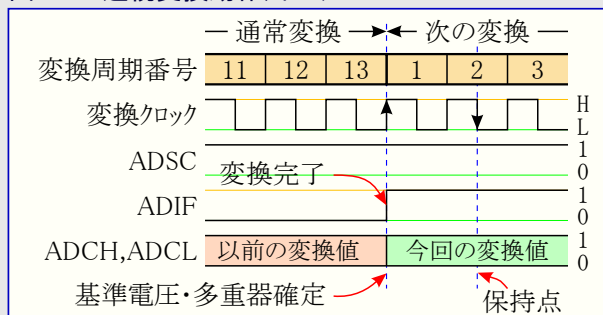 通常変換 次の変換
変換周期番号 11 12 13 1 2 3
変換クロック H L
ADSC 1 0
変換完了
ADIF 1 0
ADCH,ADCL 以前の変換値 今回の変換値 1 0
基準電圧・多重器確定 保持点